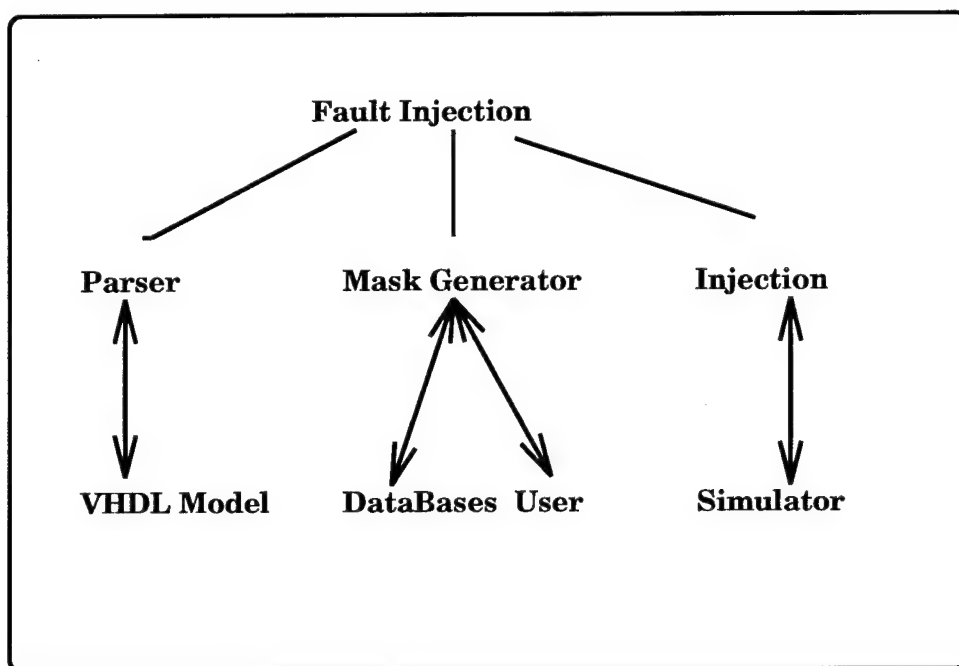 Fault Injection
Parser Mask Generator Injection
VHDL Model DataBases User Simulator